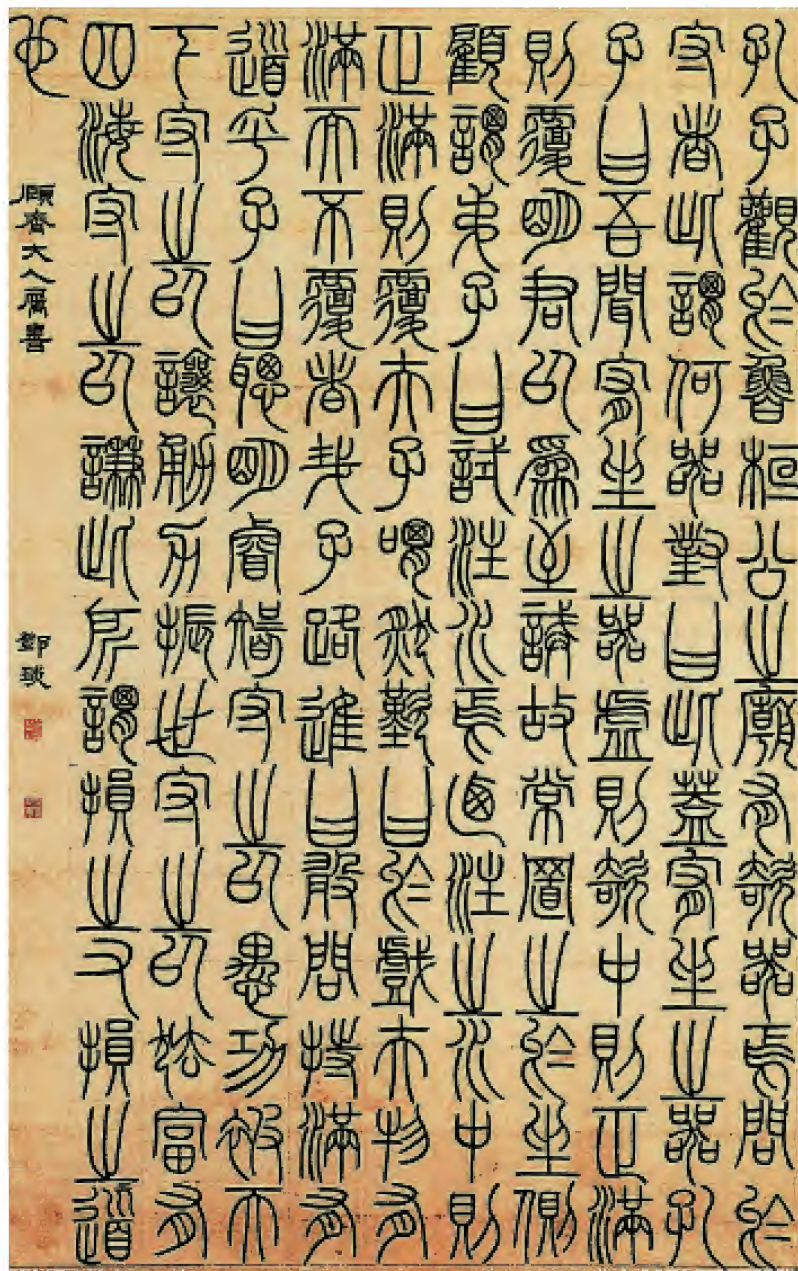 孔子觀於魯桓公之廟有欹器焉問於
守者此謂何器對曰此蓋宥坐之器孔
子曰吾聞宥坐之器虛則欹中則正滿
則覆明君以為至誡故常置之於坐側
顧謂弟子曰試注水焉乃注之水中則
正滿則覆夫子喟然歎曰於戲夫物有
滿而不覆者哉子路進曰敢問持滿有
道乎子曰聰明睿智守之以愚功被天
下守之以讓勇力振世守之以怯富有
四海守之以謙此所謂損之又損之道
也
頤齋大人屬書
鄧琰